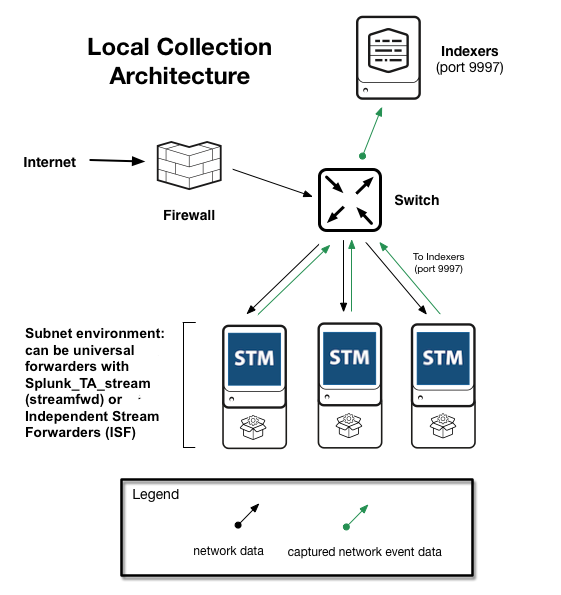 Local Collection
Architecture
Indexers
(port 9997)
Internet
Firewall
Switch
To Indexers
(port 9997)
Subnet environment:
can be universal
forwarders with
Splunk_TA_stream
(streamfwd) or
Independent Stream
Forwarders (ISF)
STM
STM
STM
Legend
network data
captured network event data